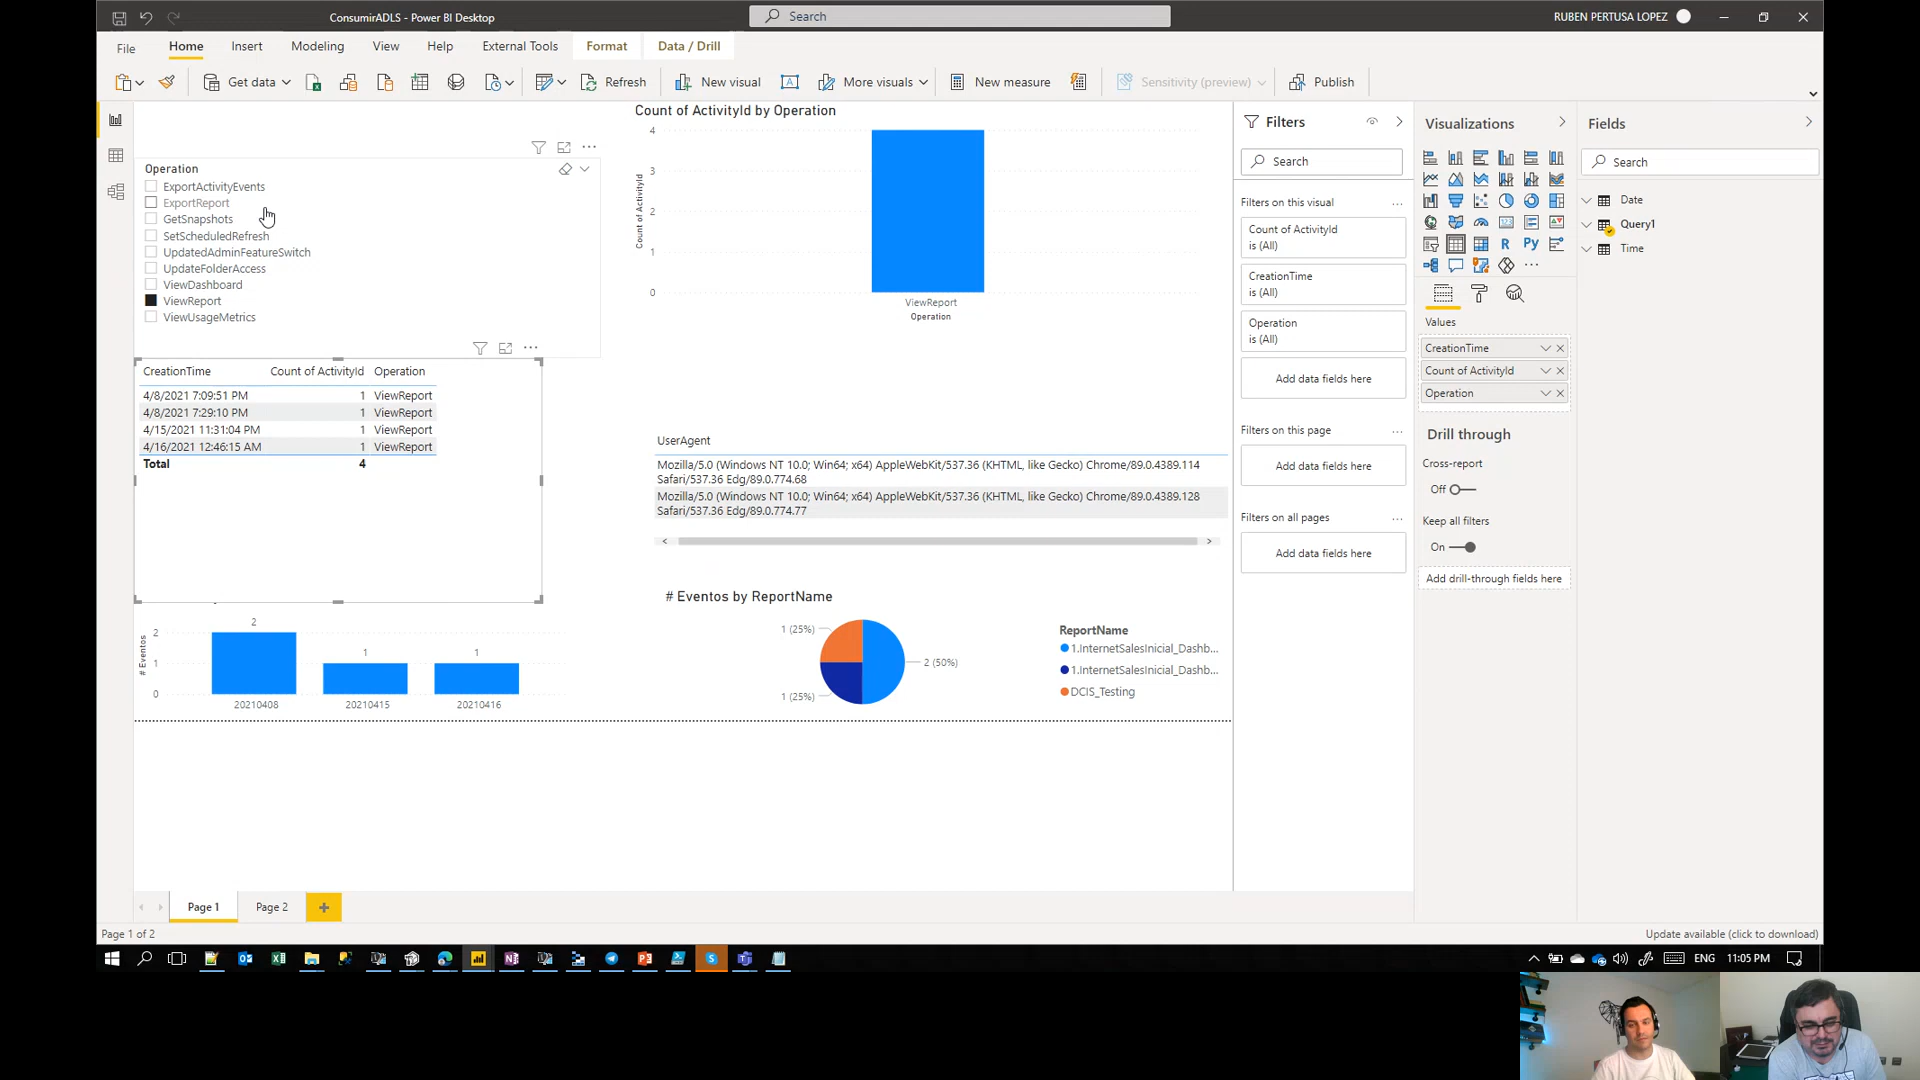 ConsumirADLS - Power BI Desktop
Search
RUBEN PERTUSA LOPEZ
File
Home
Insert
Modeling
View
Help
External Tools
Format
Data / Drill
Get data
Refresh
New visual
More visuals
New measure
Sensitivity (preview)
Publish
Operation
ExportActivityEvents
ExportReport
GetSnapshots
SetScheduledRefresh
UpdatedAdminFeatureSwitch
UpdateFolderAccess
ViewDashboard
ViewReport
ViewUsageMetrics
CreationTime Count of ActivityId Operation
4/8/2021 7:09:51 PM 1 ViewReport
4/8/2021 7:29:10 PM 1 ViewReport
4/15/2021 11:31:04 PM 1 ViewReport
4/16/2021 12:46:15 AM 1 ViewReport
Total 4
# Eventos
2
1
0
2
1
1
20210408
20210415
20210416
Count of ActivityId by Operation
Count of ActivityId
4
3
2
1
0
ViewReport
Operation
UserAgent
Mozilla/5.0 (Windows NT 10.0; Win64; x64) AppleWebKit/537.36 (KHTML, like Gecko) Chrome/89.0.4389.114
Safari/537.36 Edg/89.0.774.68
Mozilla/5.0 (Windows NT 10.0; Win64; x64) AppleWebKit/537.36 (KHTML, like Gecko) Chrome/89.0.4389.128
Safari/537.36 Edg/89.0.774.77
# Eventos by ReportName
1 (25%)
2 (50%)
1 (25%)
ReportName
1.InternetSalesInicial_Dashb...
1.InternetSalesInicial_Dashb...
DCIS_Testing
Filters
Search
Filters on this visual
Count of ActivityId
is (All)
CreationTime
is (All)
Operation
is (All)
Add data fields here
Filters on this page
Add data fields here
Filters on all pages
Add data fields here
Visualizations
R
Py
Values
CreationTime
Count of ActivityId
Operation
Drill through
Cross-report
Off
Keep all filters
On
Add drill-through fields here
Fields
Search
Date
Query1
Time
Page 1
Page 2
Page 1 of 2
Update available (click to download)
ENG
11:05 PM